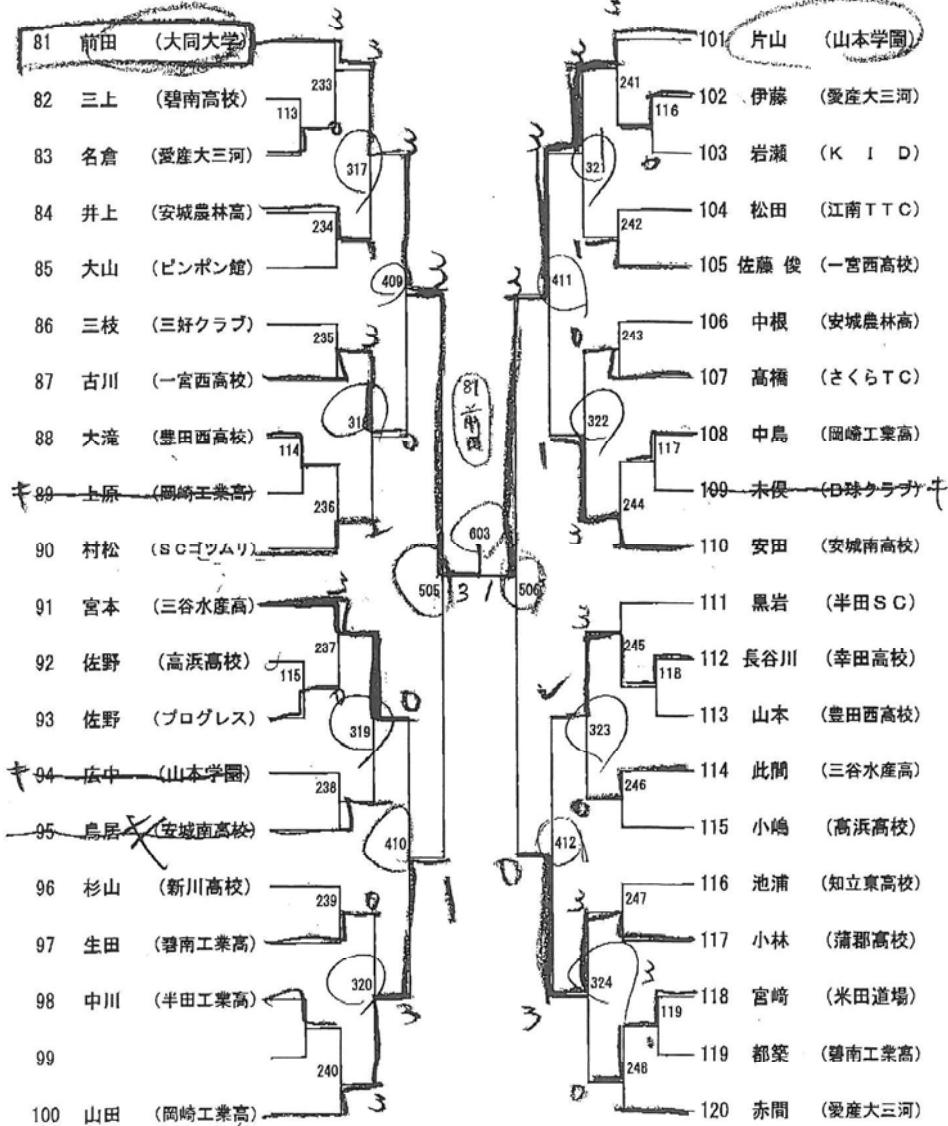 81 前田 (大同大学)
82 三上 (碧南高校)
83 名倉 (愛産大三河)
84 井上 (安城農林高)
85 大山 (ピンポン館)
86 三枝 (三好クラブ)
87 古川 (一宮西高校)
88 大滝 (豊田西高校)
キ 89 上原 (岡崎工業高)
90 村松 (SCゴツムリ)
91 宮本 (三谷水産高)
92 佐野 (高浜高校)
93 佐野 (プログレス)
キ 94 広中 (山本学園)
95 鳥居 キ (安城南高校)
96 杉山 (新川高校)
97 生田 (碧南工業高)
98 中川 (半田工業高)
99
100 山田 (岡崎工業高)
113
114
115
233
234
235
236
237
238
239
240
317
318
319
320
409
410
505
3 1
603
81 前田
506
411
412
321
322
323
324
241
242
243
244
245
246
247
248
116
117
118
119
101 片山 (山本学園)
102 伊藤 (愛産大三河)
103 岩瀬 (K I D)
104 松田 (江南TTC)
105 佐藤 俊 (一宮西高校)
106 中根 (安城農林高)
107 髙橋 (さくらTC)
108 中島 (岡崎工業高)
109 末俣 (D球クラブ) キ
110 安田 (安城南高校)
111 黒岩 (半田SC)
112 長谷川 (幸田高校)
113 山本 (豊田西高校)
114 此間 (三谷水産高)
115 小嶋 (高浜高校)
116 池浦 (知立東高校)
117 小林 (蒲郡高校)
118 宮﨑 (米田道場)
119 都築 (碧南工業高)
120 赤間 (愛産大三河)